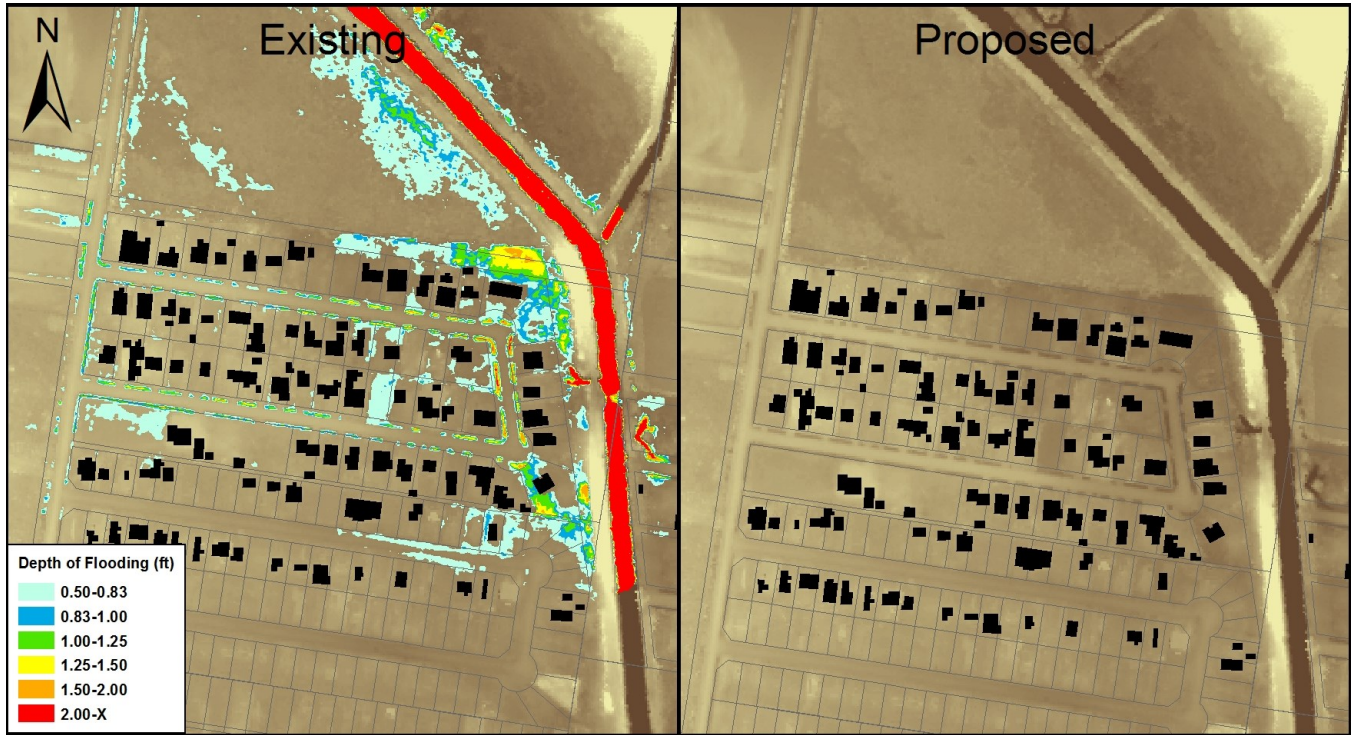 Existing
Proposed
N
Depth of Flooding (ft)
0.50-0.83
0.83-1.00
1.00-1.25
1.25-1.50
1.50-2.00
2.00-X